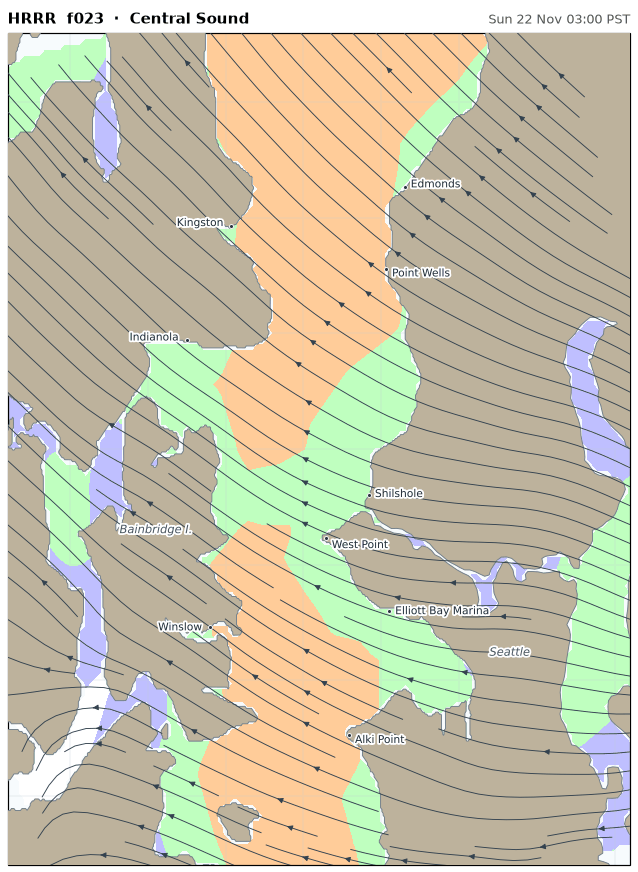 HRRR f023 · Central Sound
Sun 22 Nov 03:00 PST
Edmonds
Kingston
Point Wells
Indianola
Shilshole
Bainbridge I.
West Point
Elliott Bay Marina
Winslow
Seattle
Alki Point